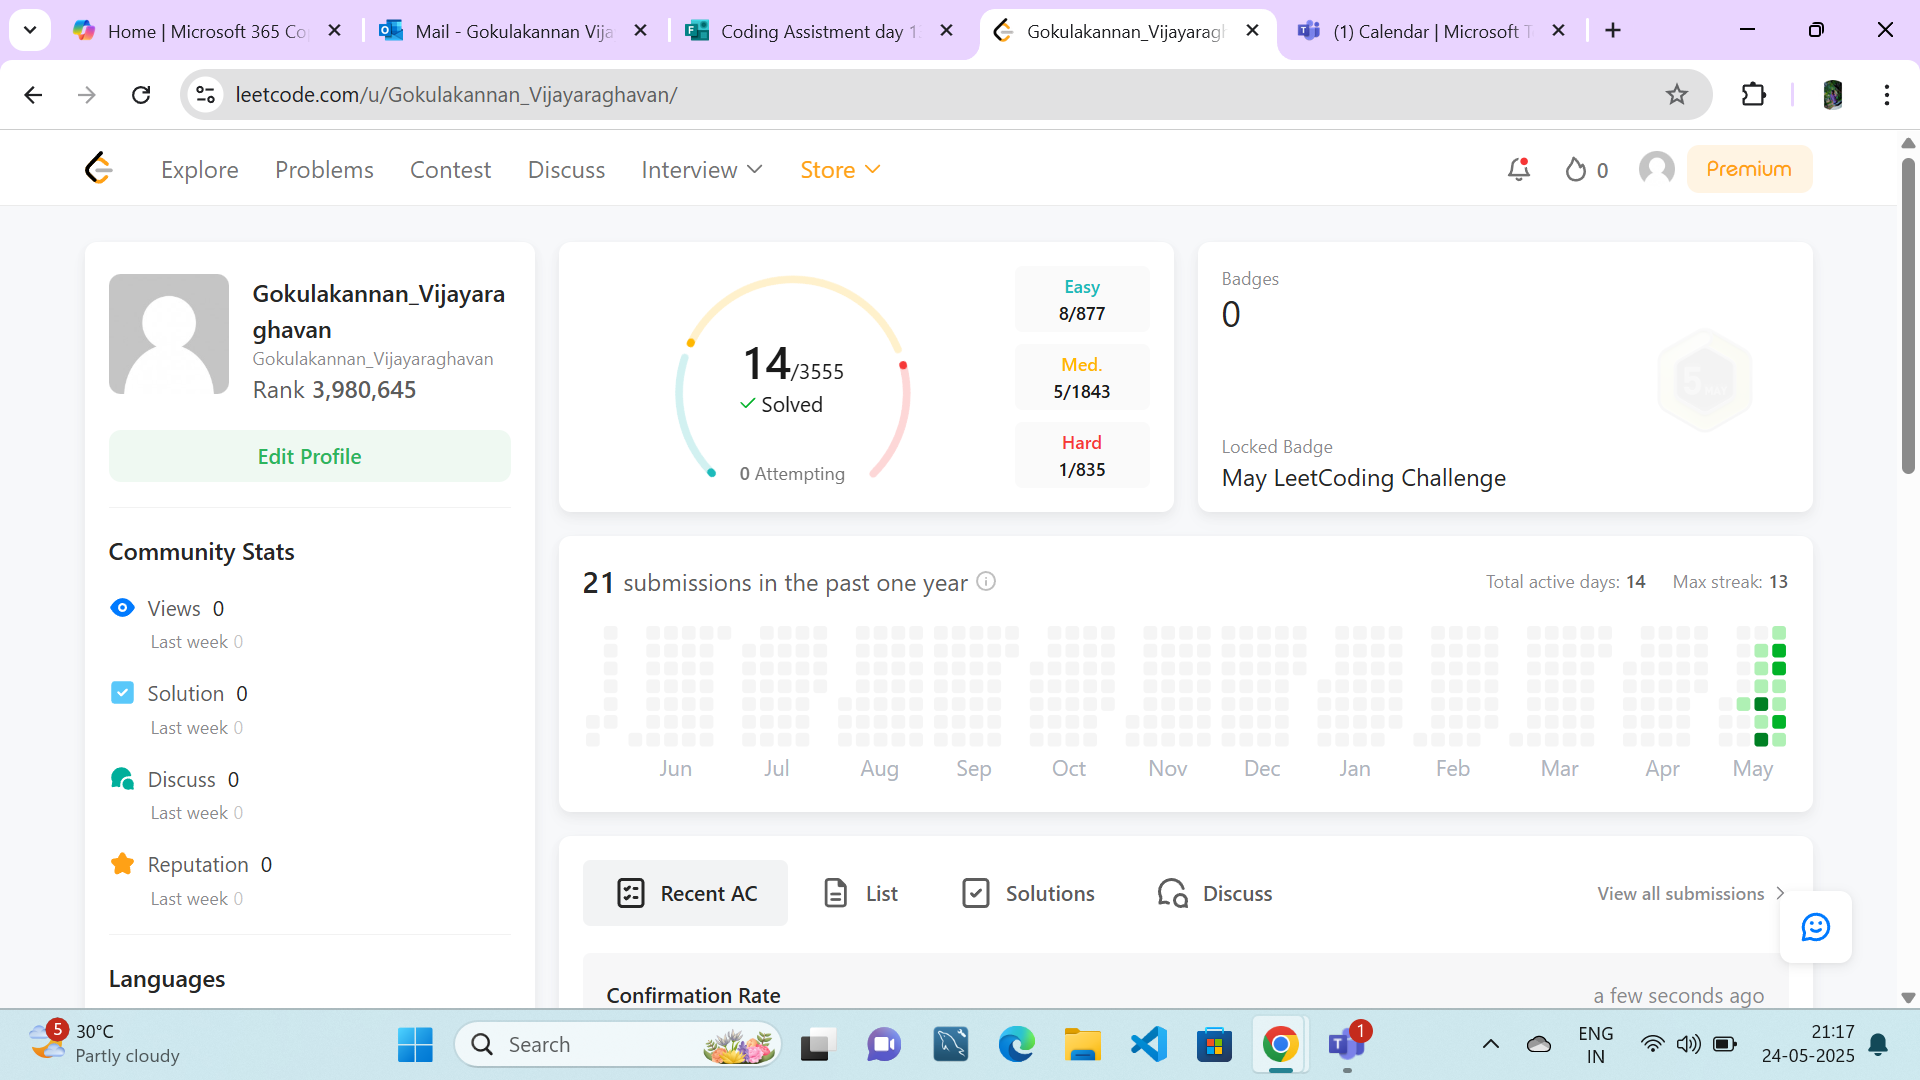 Home | Microsoft 365 Co
Mail - Gokulakannan Vija
Coding Assistment day 1
Gokulakannan_Vijayaragh
(1) Calendar | Microsoft T
leetcode.com/u/Gokulakannan_Vijayaraghavan/
Explore Problems Contest Discuss Interview Store 0 Premium
Gokulakannan_Vijayara
ghavan
Gokulakannan_Vijayaraghavan
Rank 3,980,645
Edit Profile
Community Stats
Views 0
Last week 0
Solution 0
Last week 0
Discuss 0
Last week 0
Reputation 0
Last week 0
Languages
14/3555
Solved
0 Attempting
Easy
8/877
Med.
5/1843
Hard
1/835
Badges
0
Locked Badge
May LeetCoding Challenge
21 submissions in the past one year Total active days: 14 Max streak: 13
Jun Jul Aug Sep Oct Nov Dec Jan Feb Mar Apr May
Recent AC List Solutions Discuss View all submissions
Confirmation Rate a few seconds ago
5
30°C
Partly cloudy
Search
1
ENG
IN
21:17
24-05-2025